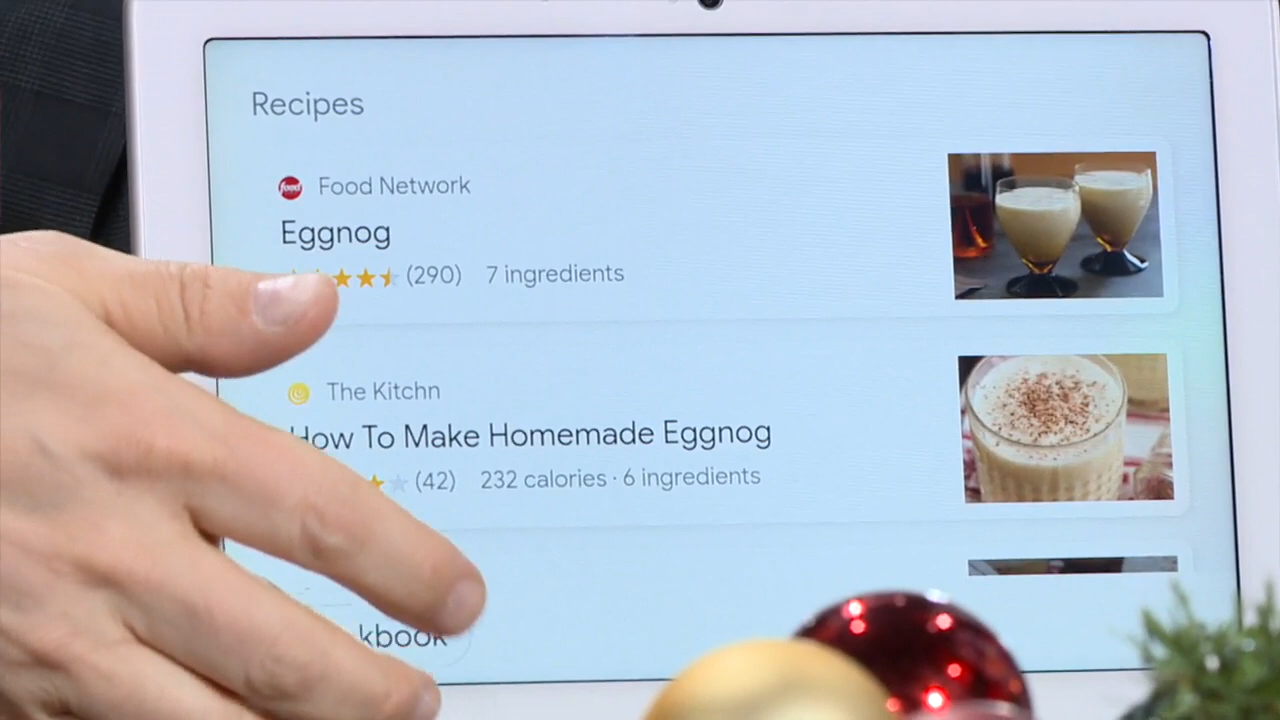 Recipes
food
Food Network
Eggnog
(290) 7 ingredients
The Kitchn
How To Make Homemade Eggnog
(42) 232 calories · 6 ingredients
kbook